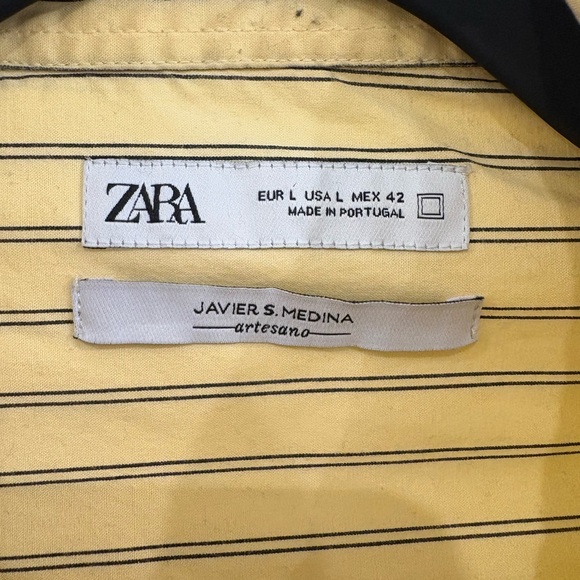 ZARA
EUR L USA L MEX 42
MADE IN PORTUGAL
JAVIER S. MEDINA
artesano